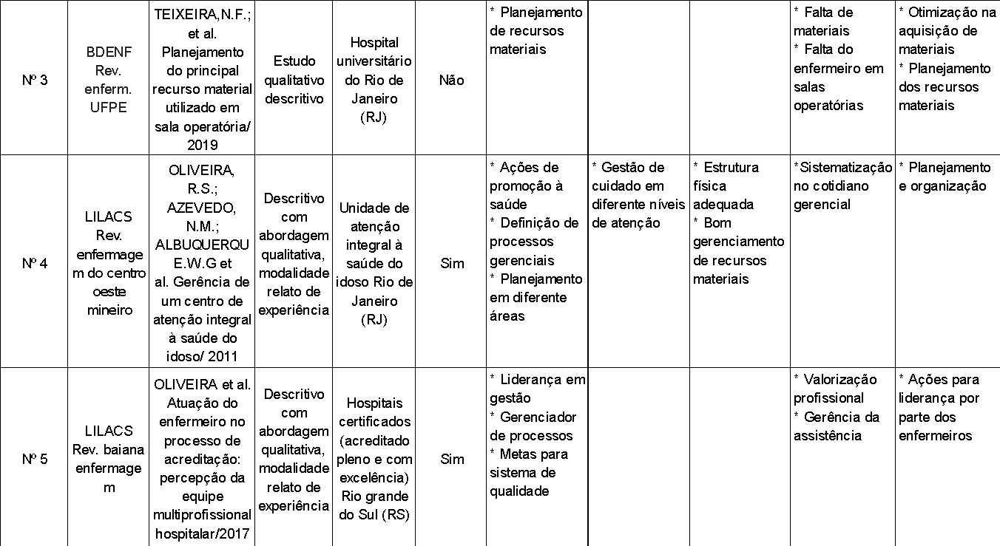 Nº 3
BDENF
Rev.
enferm.
UFPE
TEIXEIRA,N.F.;
et al.
Planejamento
do principal
recurso material
utilizado em
sala operatória/
2019
Estudo
qualitativo
descritivo
Hospital
universitário
do Rio de
Janeiro
(RJ)
Não
* Planejamento
de recursos
materiais
* Falta de
materiais
* Falta do
enfermeiro em
salas
operatórias
* Otimização na
aquisição de
materiais
* Planejamento
dos recursos
materiais
Nº 4
LILACS
Rev.
enfermage
m do centro
oeste
mineiro
OLIVEIRA,
R.S.;
AZEVEDO,
N.M.;
ALBUQUERQU
E.W.G et
al. Gerência de
um centro de
atenção integral
à saúde do
idoso/ 2011
Descritivo
com
abordagem
qualitativa,
modalidade
relato de
experiência
Unidade de
atenção
integral à
saúde do
idoso Rio de
Janeiro
(RJ)
Sim
* Ações de
promoção à
saúde
* Definição de
processos
gerenciais
* Planejamento
em diferente
áreas
* Gestão de
cuidado em
diferente níveis
de atenção
* Estrutura
física
adequada
* Bom
gerenciamento
de recursos
materiais
*Sistematização
no cotidiano
gerencial
* Planejamento
e organização
Nº 5
LILACS
Rev. baiana
enfermage
m
OLIVEIRA et al.
Atuação do
enfermeiro no
processo de
acreditação:
percepção da
equipe
multiprofissional
hospitalar/2017
Descritivo
com
abordagem
qualitativa,
modalidade
relato de
experiência
Hospitais
certificados
(acreditado
pleno e com
excelência)
Rio grande
do Sul (RS)
Sim
* Liderança em
gestão
* Gerenciador
de processos
* Metas para
sistema de
qualidade
* Valorização
profissional
* Gerência da
assistência
* Ações para
liderança por
parte dos
enfermeiros